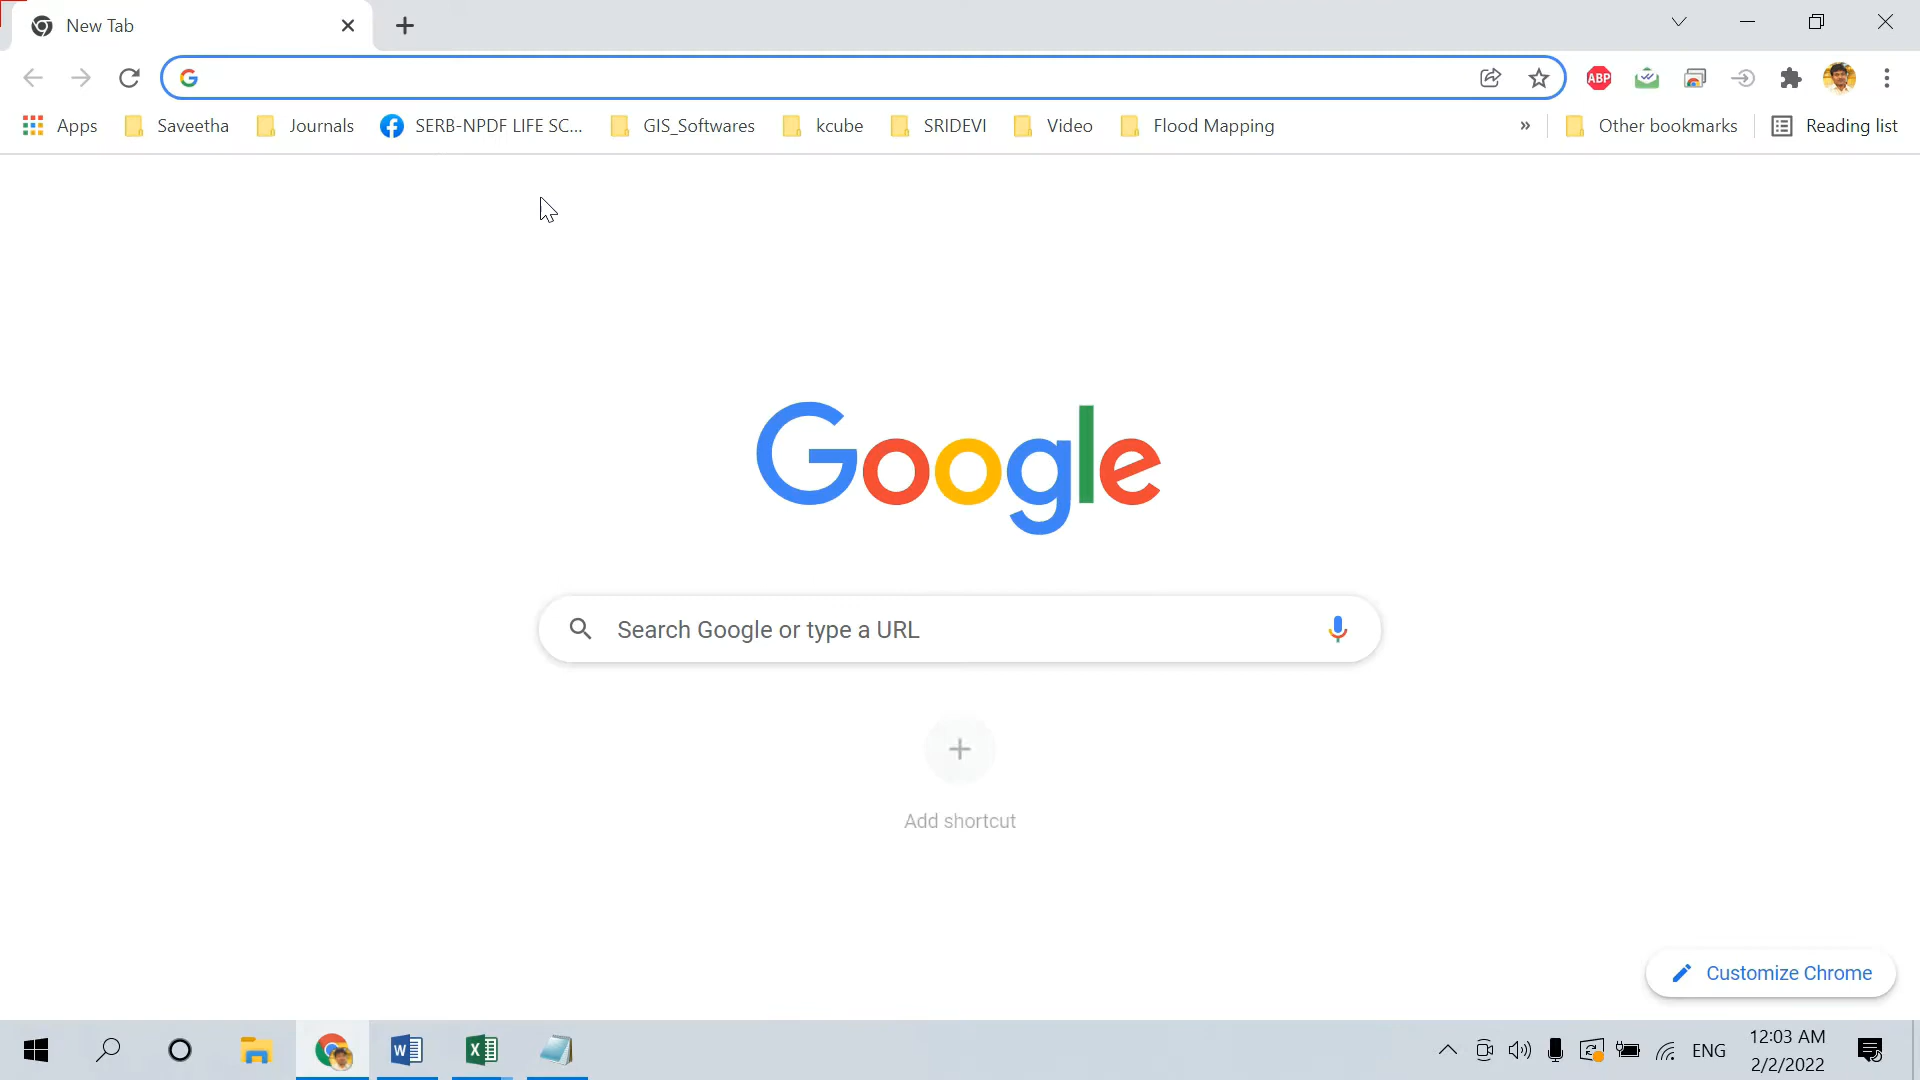 New Tab
ABP
Apps Saveetha Journals SERB-NPDF LIFE SC... GIS_Softwares kcube SRIDEVI Video Flood Mapping » Other bookmarks Reading list
Google
Search Google or type a URL
Add shortcut
Customize Chrome
ENG 12:03 AM
2/2/2022